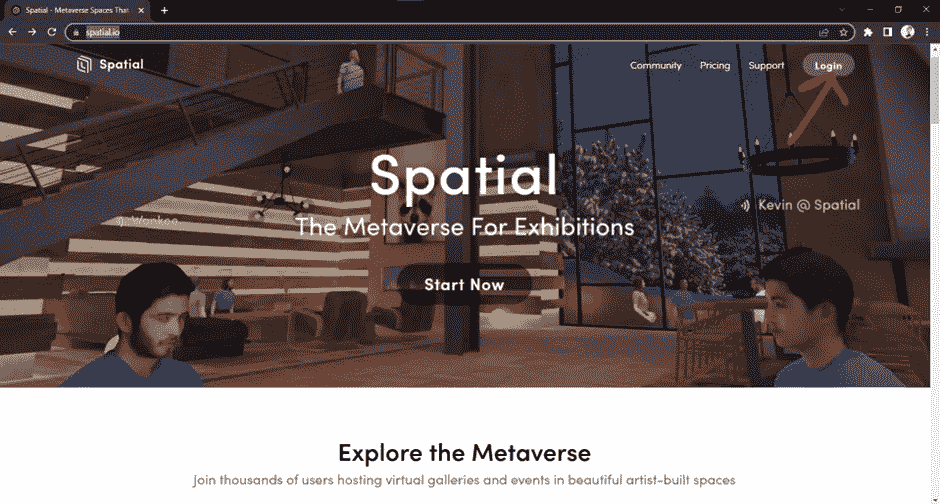 Spatial - Metaverse Spaces That
spatial.io
Spatial
Community
Pricing
Support
Login
Spatial
Wonkee
Kevin @ Spatial
The Metaverse For Exhibitions
Start Now
Explore the Metaverse
Join thousands of users hosting virtual galleries and events in beautiful artist-built spaces